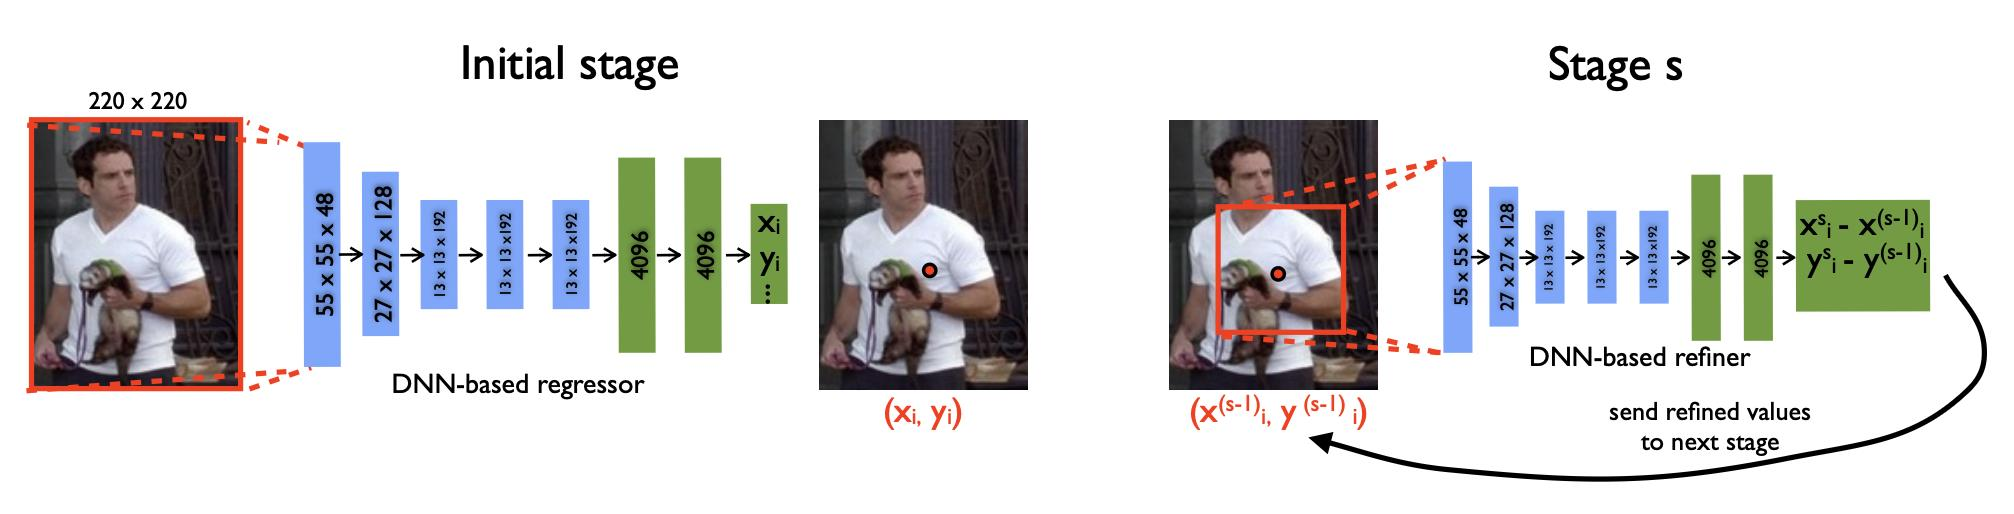 Initial stage
220 x 220
55 x 55 x 48
27 x 27 x 128
13 x 13 x 192
13 x 13 x192
13 x 13 x192
4096
4096
xi
yi
...
DNN-based regressor
(xi, yi)
Stage s
(x(s-1)i, y (s-1) i)
55 x 55 x 48
27 x 27 x 128
13 x 13 x 192
13 x 13 x192
13 x 13 x192
4096
4096
xsi - x(s-1)i
ysi - y(s-1)i
DNN-based refiner
send refined values
to next stage